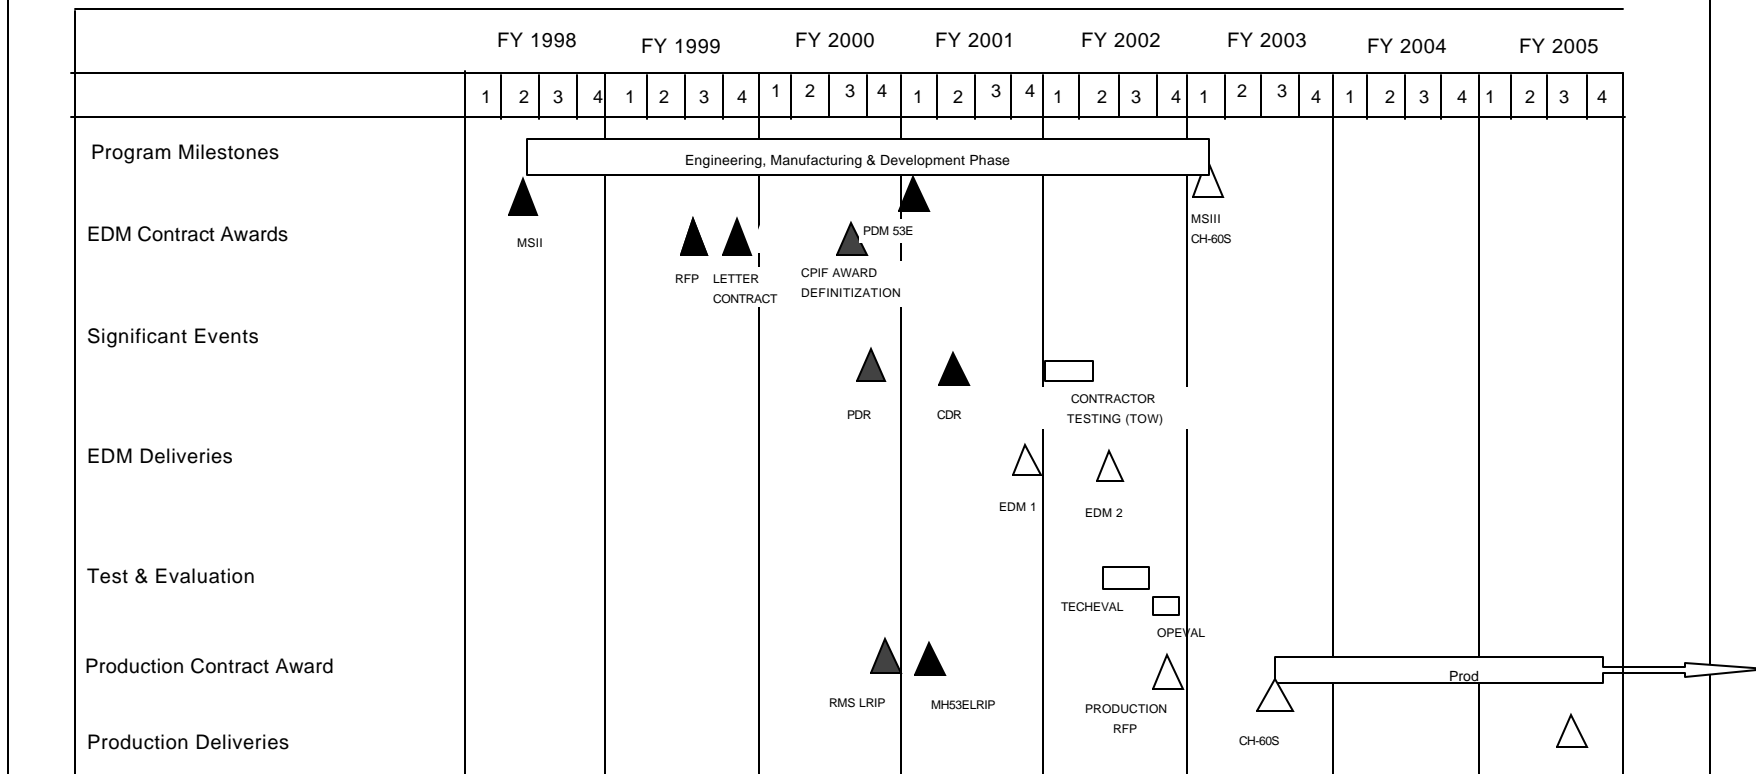 FY 1998 FY 1999 FY 2000 FY 2001 FY 2002 FY 2003 FY 2004 FY 2005
1 2 3 4 1 2 3 4 1 2 3 4 1 2 3 4 1 2 3 4 1 2 3 4 1 2 3 4 1 2 3 4
Program Milestones
Engineering, Manufacturing & Development Phase
MSII
PDM 53E
MSIII
CH-60S
EDM Contract Awards
RFP
LETTER
CONTRACT
CPIF AWARD
DEFINITIZATION
Significant Events
PDR
CDR
CONTRACTOR
TESTING (TOW)
EDM Deliveries
EDM 1
EDM 2
Test & Evaluation
TECHEVAL
OPEVAL
Production Contract Award
Prod
RMS LRIP
MH53ELRIP
PRODUCTION
RFP
CH-60S
Production Deliveries